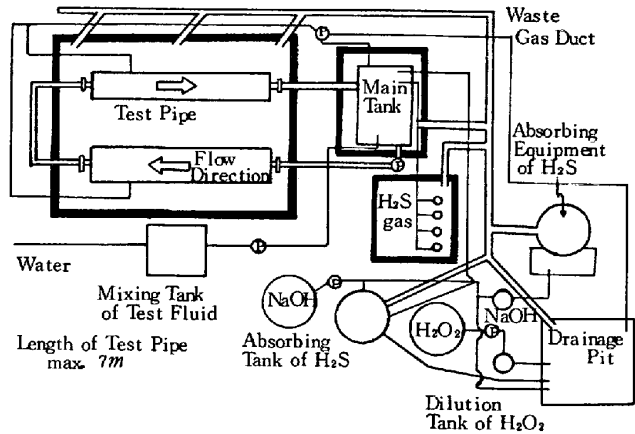 Waste
Gas Duct
P
Main
Tank
Test Pipe
Absorbing
Equipment
of H₂S
Flow
Direction
P
H₂S
gas
P
Water
Mixing Tank
of Test Fluid
NaOH
P
NaOH
Absorbing
Tank of H₂S
H₂O₂
P
Drainage
Pit
Length of Test Pipe
max. 7m
Dilution
Tank of H₂O₂